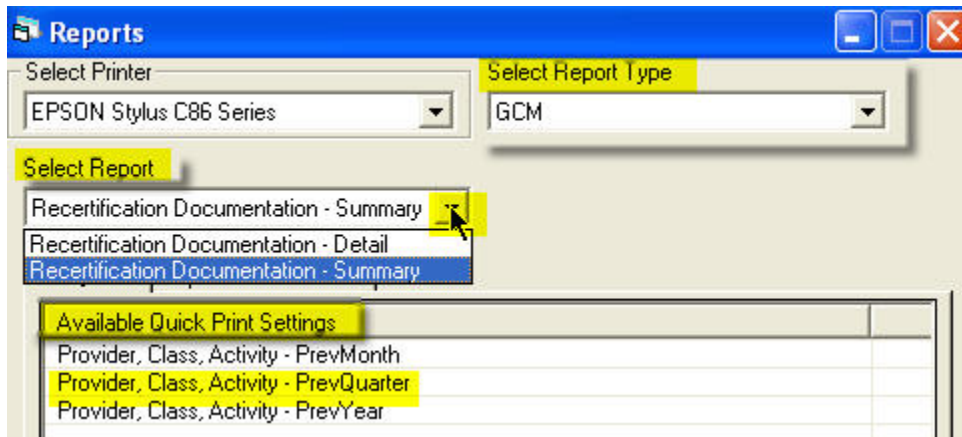 Reports
Select Printer
Select Report Type
EPSON Stylus C86 Series
GCM
Select Report
Recertification Documentation - Summary
Recertification Documentation - Detail
Recertification Documentation - Summary
Available Quick Print Settings
Provider, Class, Activity - PrevMonth
Provider, Class, Activity - PrevQuarter
Provider, Class, Activity - PrevYear